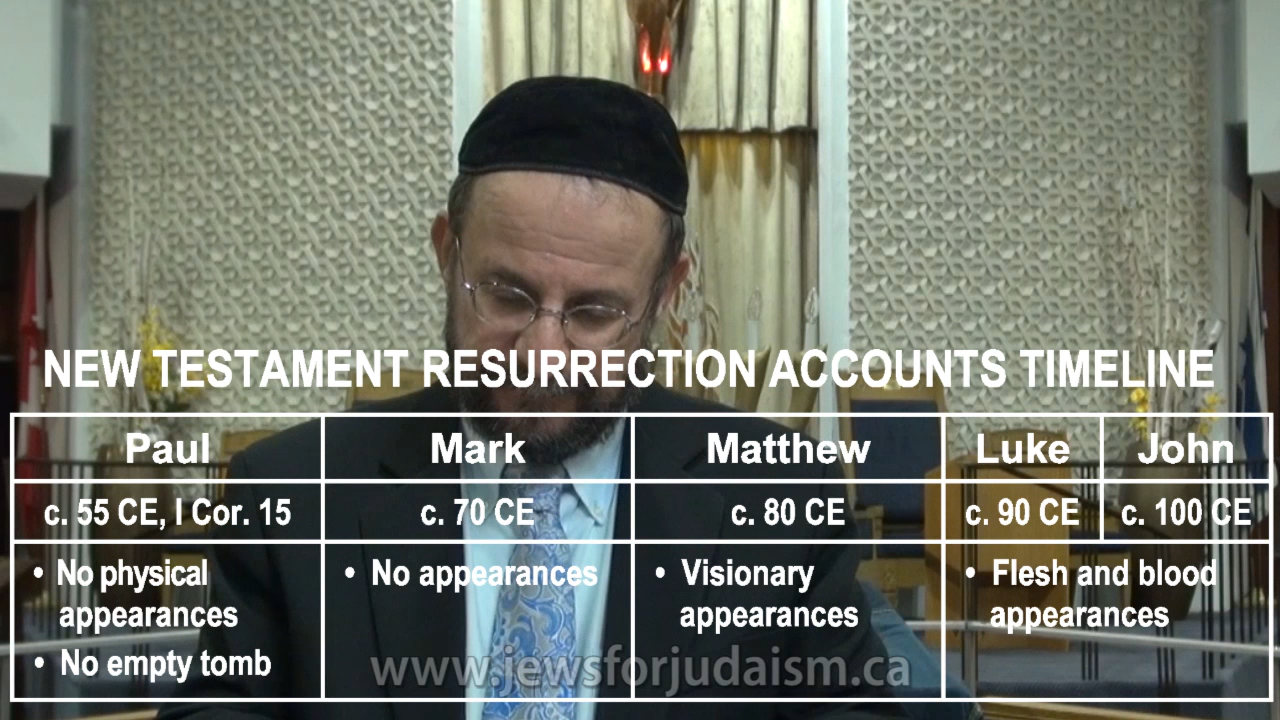 NEW TESTAMENT RESURRECTION ACCOUNTS TIMELINE
Paul
Mark
Matthew
Luke
John
c. 55 CE, I Cor. 15
c. 70 CE
c. 80 CE
c. 90 CE
c. 100 CE
• No physical
appearances
• No empty tomb
• No appearances
• Visionary
appearances
• Flesh and blood
appearances
www.jewsforjudaism.ca